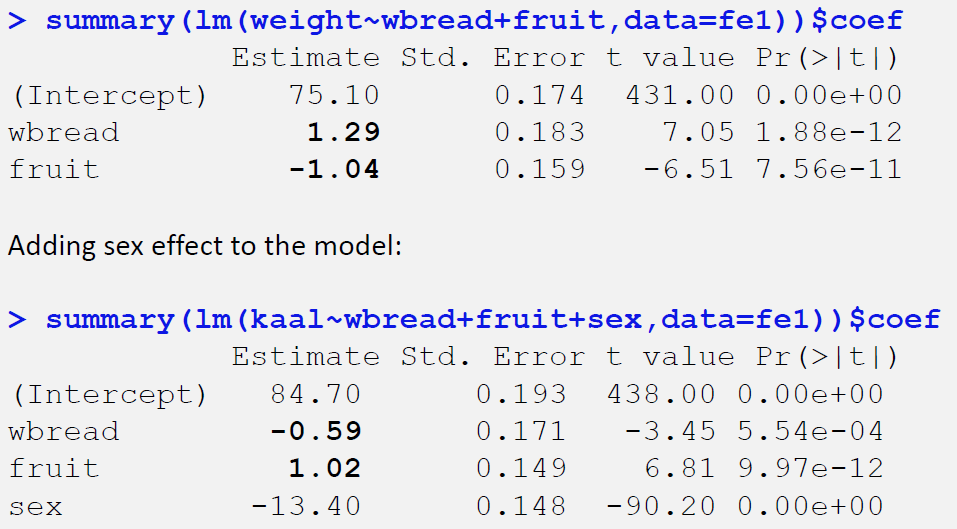 > summary(lm(weight~wbread+fruit,data=fe1))$coef
Estimate Std. Error t value Pr(>|t|)
(Intercept) 75.10 0.174 431.00 0.00e+00
wbread 1.29 0.183 7.05 1.88e-12
fruit -1.04 0.159 -6.51 7.56e-11
Adding sex effect to the model:
> summary(lm(kaal~wbread+fruit+sex,data=fe1))$coef
Estimate Std. Error t value Pr(>|t|)
(Intercept) 84.70 0.193 438.00 0.00e+00
wbread -0.59 0.171 -3.45 5.54e-04
fruit 1.02 0.149 6.81 9.97e-12
sex -13.40 0.148 -90.20 0.00e+00